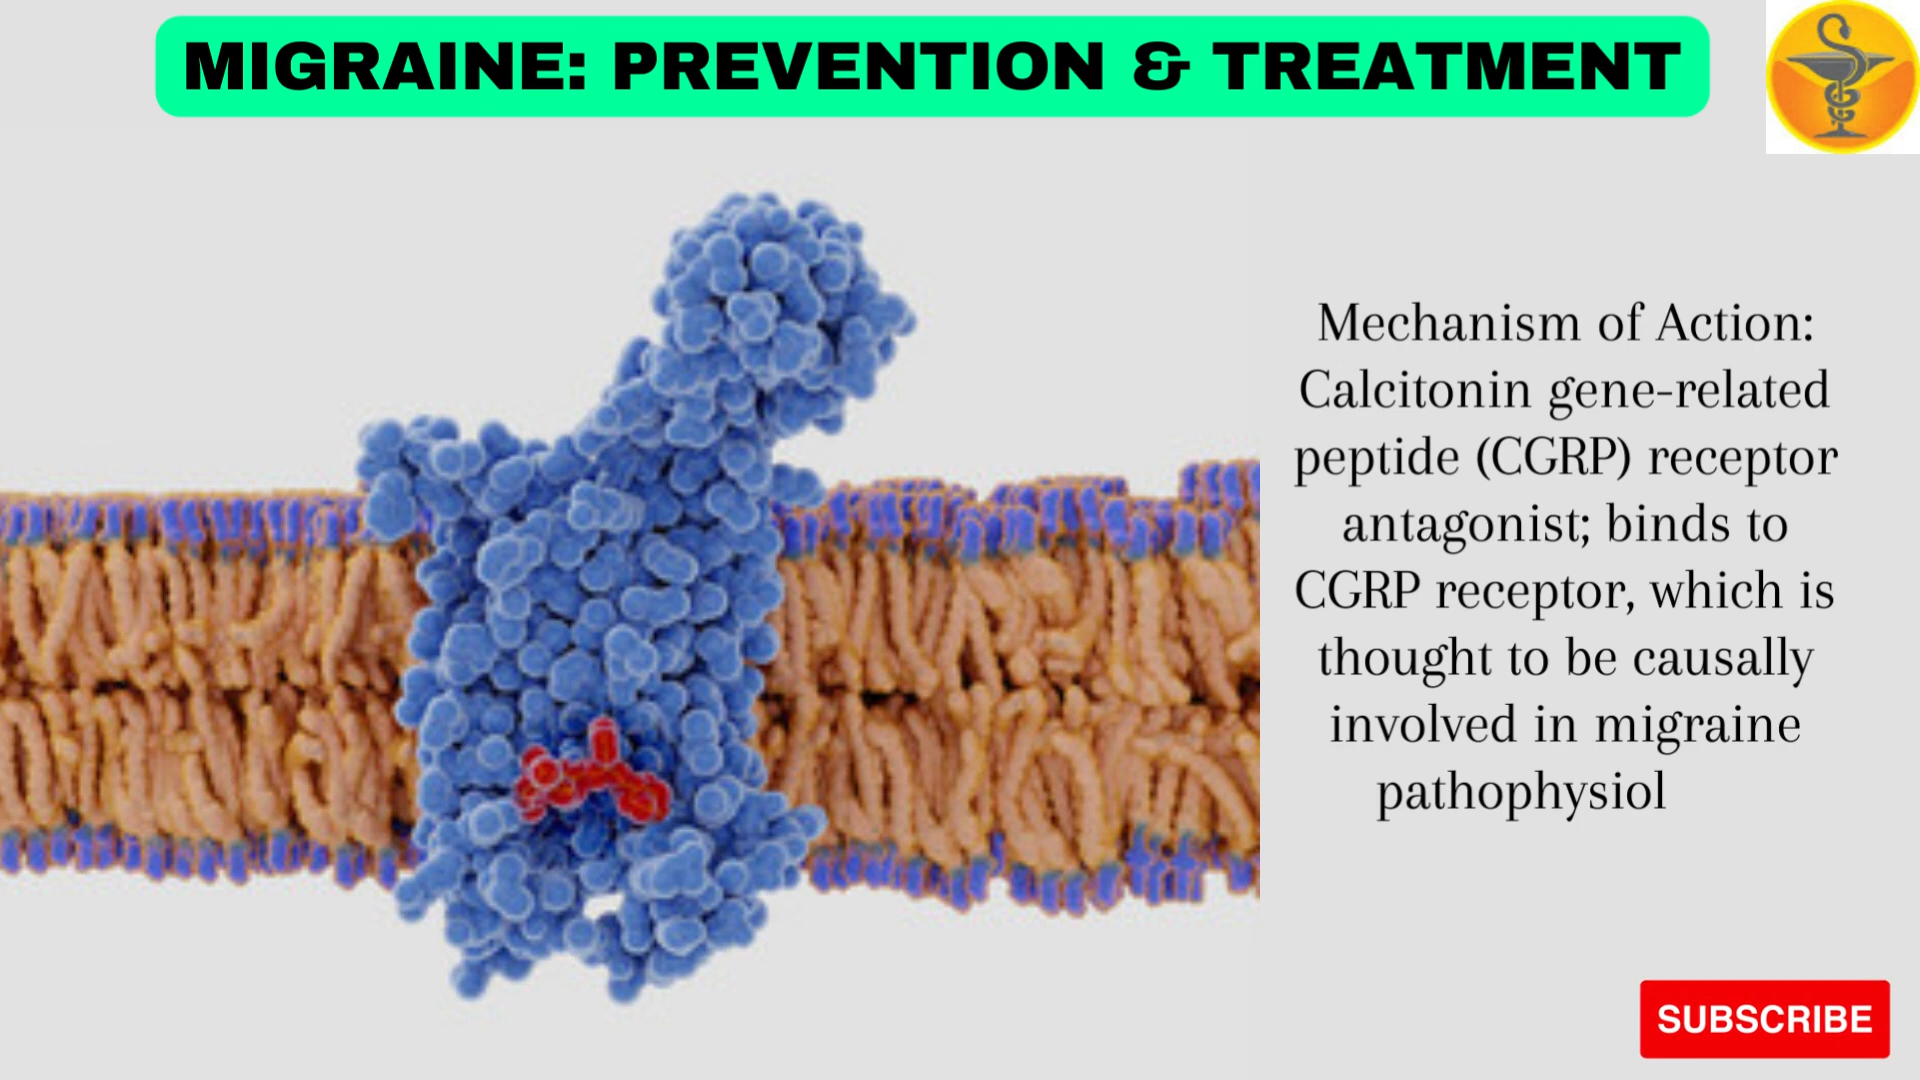 MIGRAINE: PREVENTION & TREATMENT
Mechanism of Action:
Calcitonin gene-related
peptide (CGRP) receptor
antagonist; binds to
CGRP receptor, which is
thought to be causally
involved in migraine
pathophysiol
SUBSCRIBE